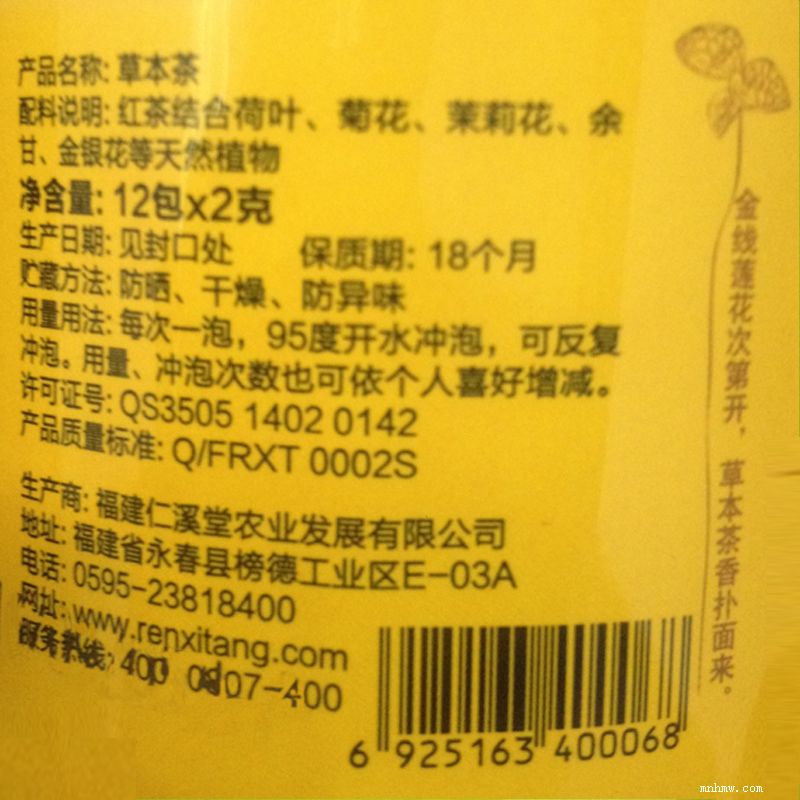 产品名称: 草本茶
配料说明: 红茶结合荷叶、菊花、茉莉花、余
甘、金银花等天然植物
净含量: 12包x2克
生产日期: 见封口处 保质期: 18个月
贮藏方法: 防晒、干燥、防异味
用量用法: 每次一泡，95度开水冲泡，可反复
冲泡。用量、冲泡次数也可依个人喜好增减。
许可证号: QS3505 1402 0142
产品质量标准: Q/FRXT 0002S
生产商: 福建仁溪堂农业发展有限公司
地址: 福建省永春县榜德工业区E-03A
电话: 0595-23818400
网址: www.renxitang.com
服务热线: 400 0807-400
6 925163 400068
金线莲花次第开，草本茶香扑面来。
mnhmw.com